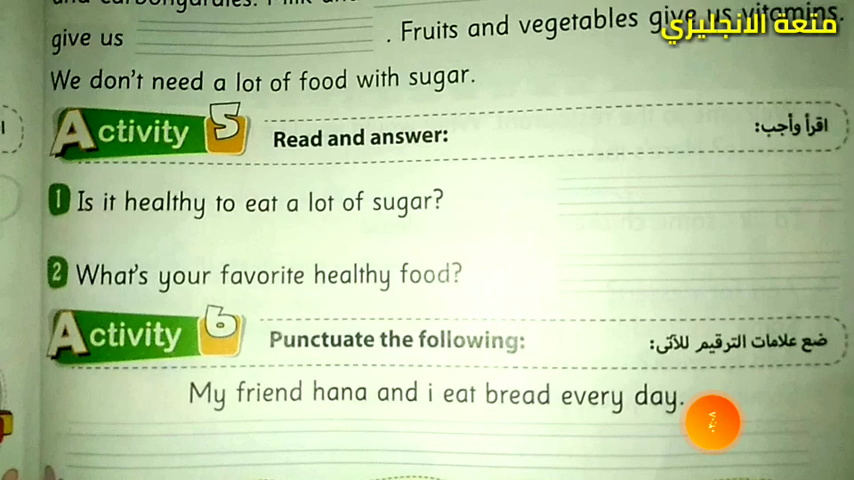 give us . Fruits and vegetables give us vitamins.
متعة الانجليزي
We don't need a lot of food with sugar.
Activity 5 Read and answer: اقرأ وأجب:
1 Is it healthy to eat a lot of sugar?
2 What's your favorite healthy food?
Activity 6 Punctuate the following: ضع علامات الترقيم للآتى:
My friend hana and i eat bread every day.